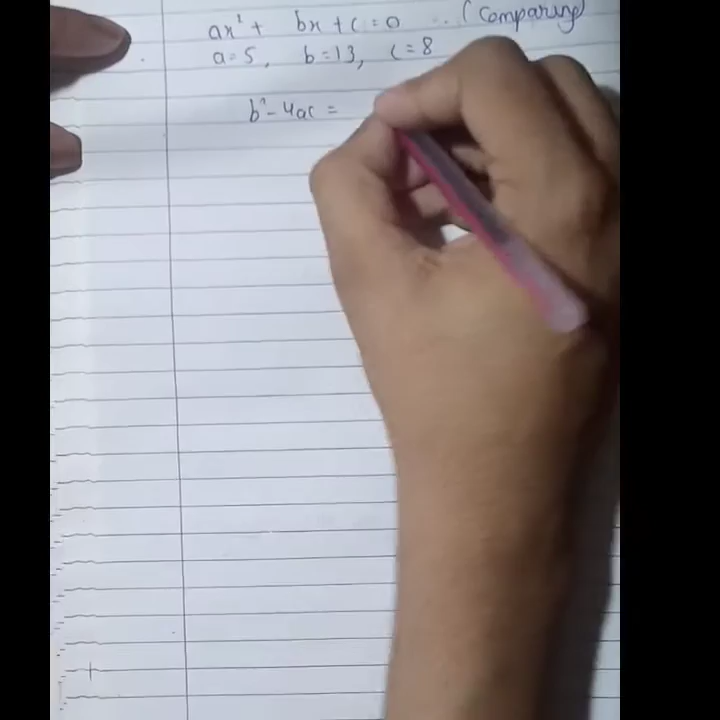 ax² + bx + c = 0 .. (Comparing)
a = 5, b = 13, c = 8
b² - 4ac =